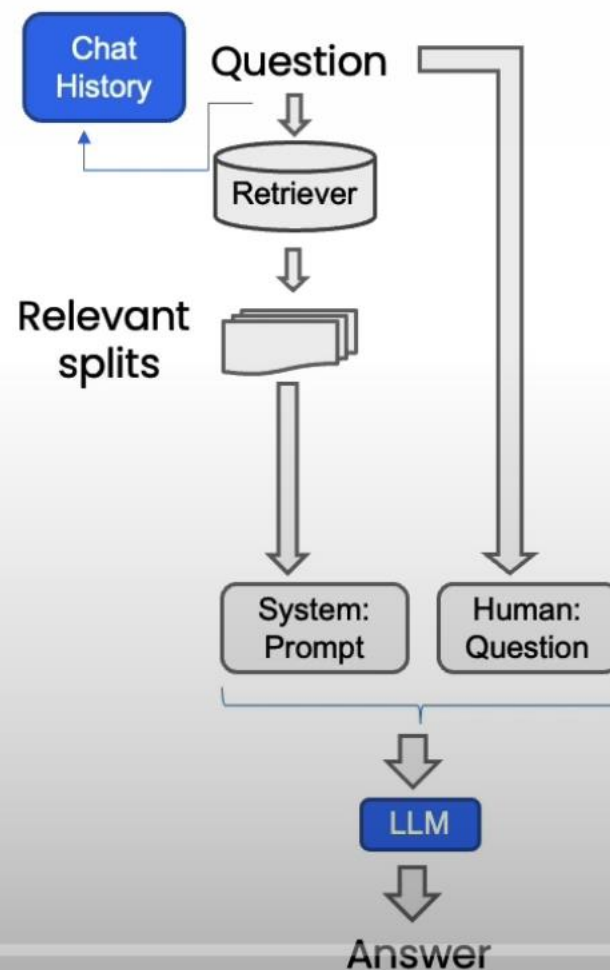 Chat
History
Question
Retriever
Relevant
splits
System:
Prompt
Human:
Question
LLM
Answer